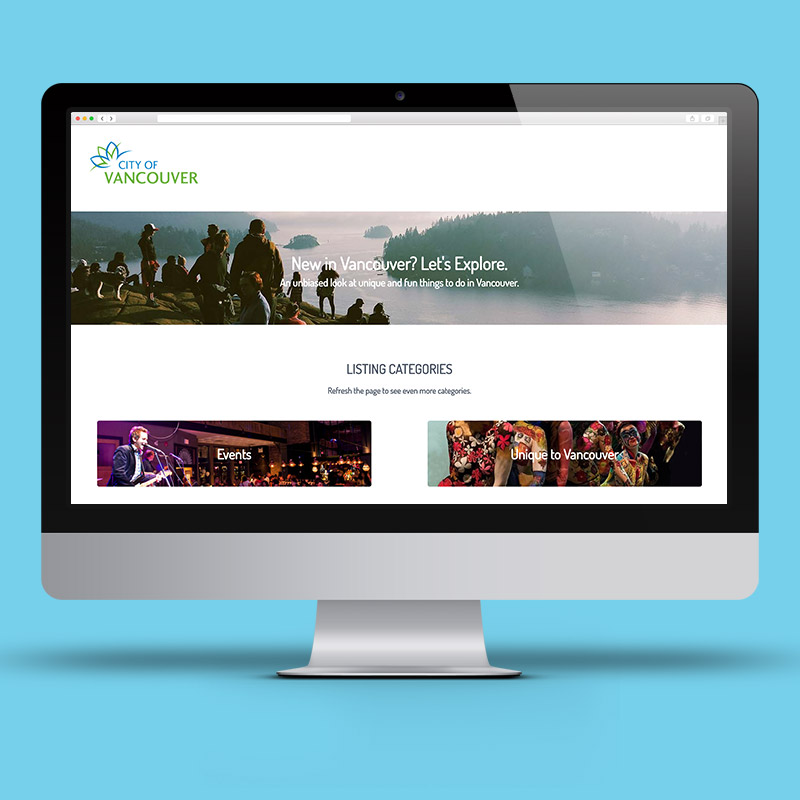 CITY OF
VANCOUVER
New in Vancouver? Let's Explore.
An unbiased look at unique and fun things to do in Vancouver.
LISTING CATEGORIES
Refresh the page to see even more categories.
Events
Unique to Vancouver